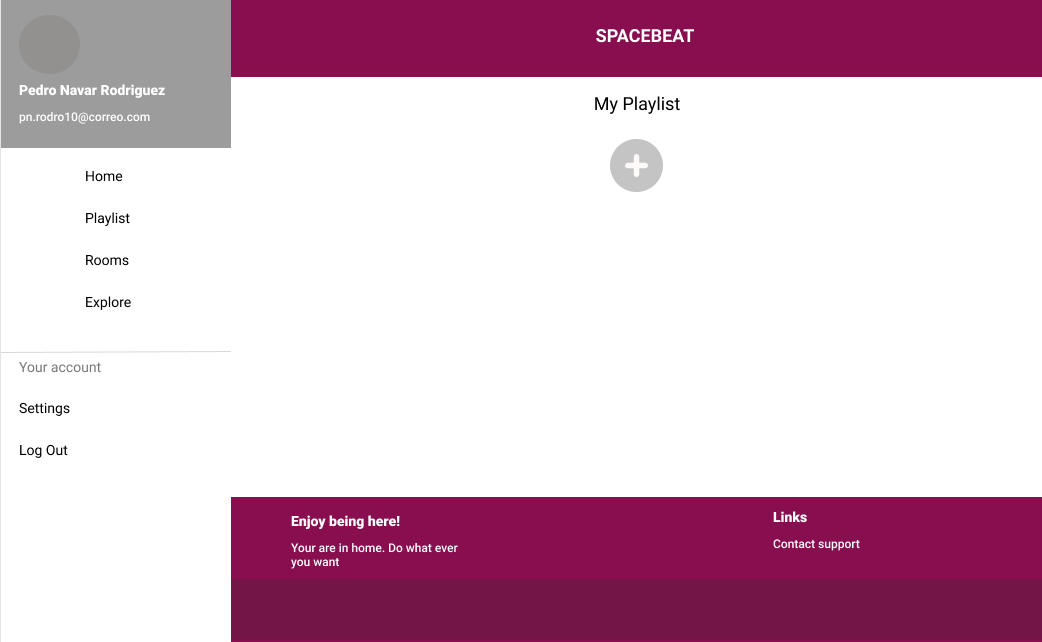 Pedro Navar Rodriguez
pn.rodro10@correo.com
Home
Playlist
Rooms
Explore
Your account
Settings
Log Out
SPACEBEAT
My Playlist
Enjoy being here!
Your are in home. Do what ever
you want
Links
Contact support